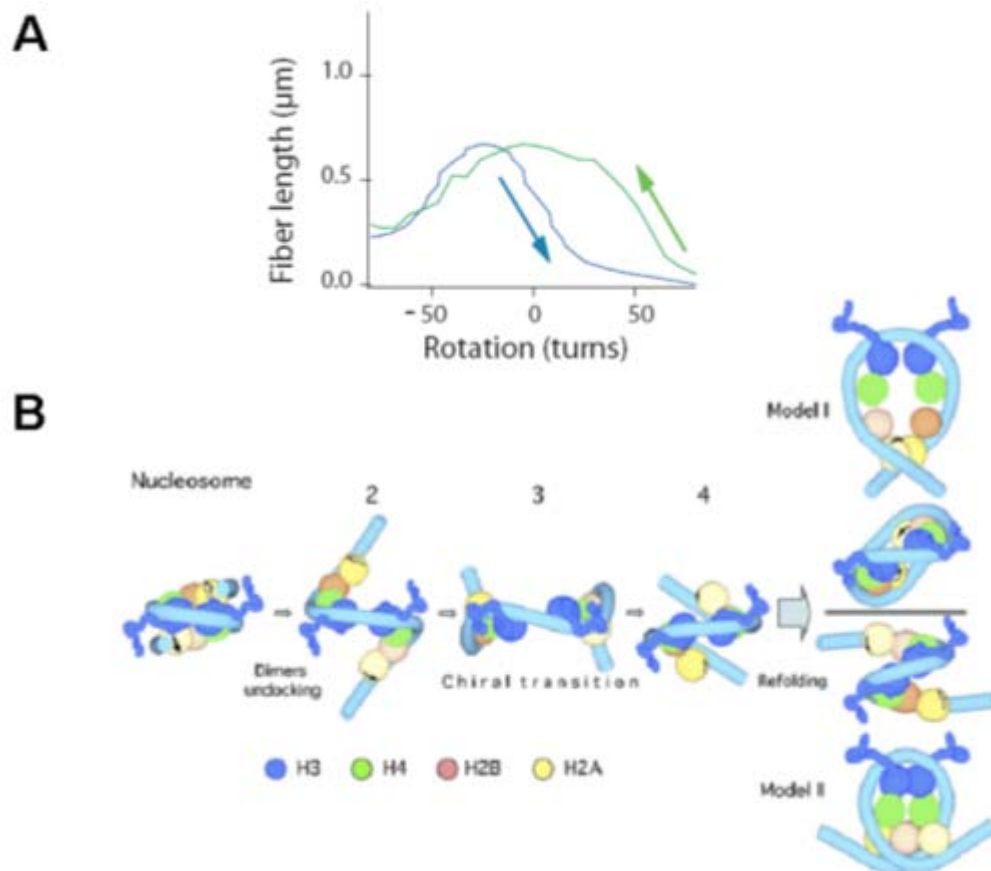 A
Fiber length (µm)
1.0
0.5
0.0
- 50
0
50
Rotation (turns)
B
Model I
Nucleosome
2
3
4
Dimers
undocking
Chiral transition
Refolding
H3
H4
H2B
H2A
Model II